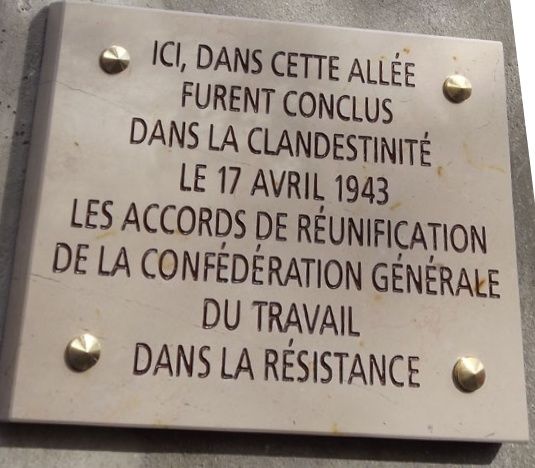 ICI, DANS CETTE ALLÉE
FURENT CONCLUS
DANS LA CLANDESTINITÉ
LE 17 AVRIL 1943
LES ACCORDS DE RÉUNIFICATION
DE LA CONFÉDÉRATION GÉNÉRALE
DU TRAVAIL
DANS LA RÉSISTANCE